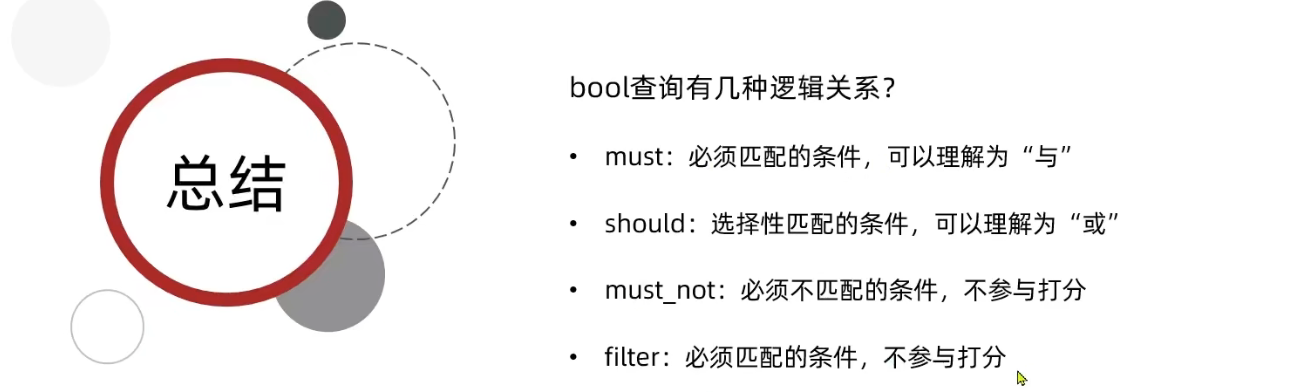 总结
bool查询有几种逻辑关系？
• must：必须匹配的条件，可以理解为“与”
• should：选择性匹配的条件，可以理解为“或”
• must_not：必须不匹配的条件，不参与打分
• filter：必须匹配的条件，不参与打分